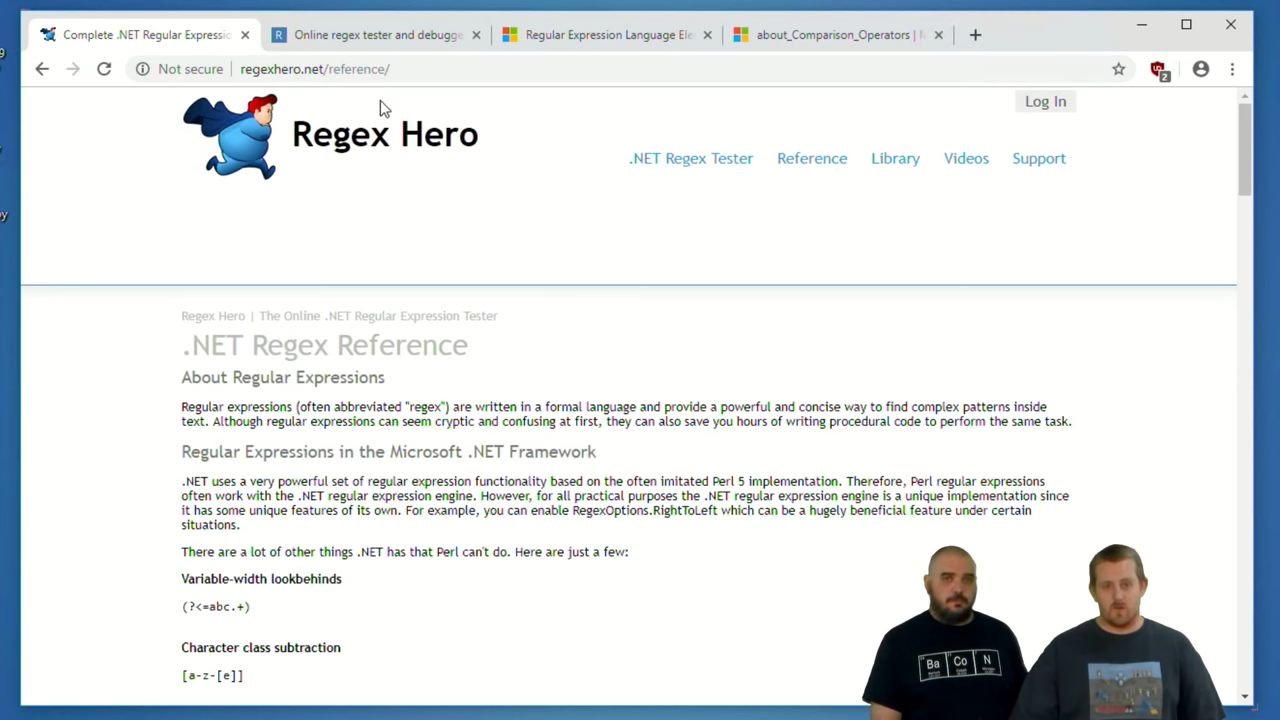 Complete .NET Regular Expressio
Online regex tester and debugge
Regular Expression Language Ele
about_Comparison_Operators |
Not secure
regexhero.net/reference/
2
Log In
Regex Hero
.NET Regex Tester
Reference
Library
Videos
Support
Regex Hero | The Online .NET Regular Expression Tester
.NET Regex Reference
About Regular Expressions
Regular expressions (often abbreviated "regex") are written in a formal language and provide a powerful and concise way to find complex patterns inside
text. Although regular expressions can seem cryptic and confusing at first, they can also save you hours of writing procedural code to perform the same task.
Regular Expressions in the Microsoft .NET Framework
.NET uses a very powerful set of regular expression functionality based on the often imitated Perl 5 implementation. Therefore, Perl regular expressions
often work with the .NET regular expression engine. However, for all practical purposes the .NET regular expression engine is a unique implementation since
it has some unique features of its own. For example, you can enable RegexOptions.RightToLeft which can be a hugely beneficial feature under certain
situations.
There are a lot of other things .NET has that Perl can't do. Here are just a few:
Variable-width lookbehinds
(?<=abc.+)
Character class subtraction
[a-z-[e]]
Ba Co N